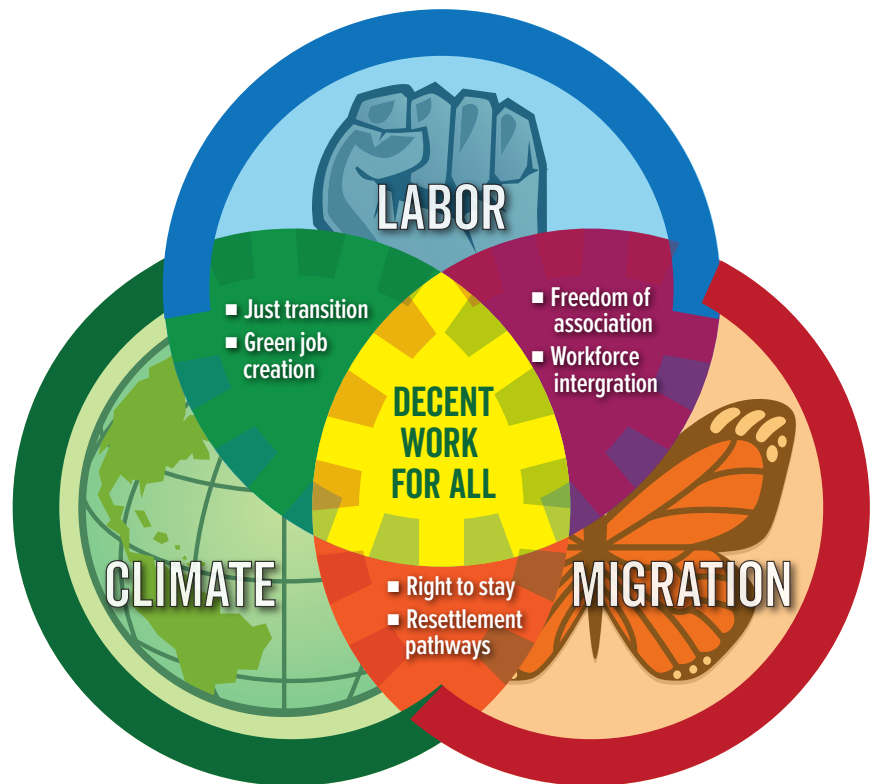 LABOR
■ Just transition
■ Green job
creation
■ Freedom of
association
■ Workforce
intergration
DECENT
WORK
FOR ALL
CLIMATE
MIGRATION
■ Right to stay
■ Resettlement
pathways